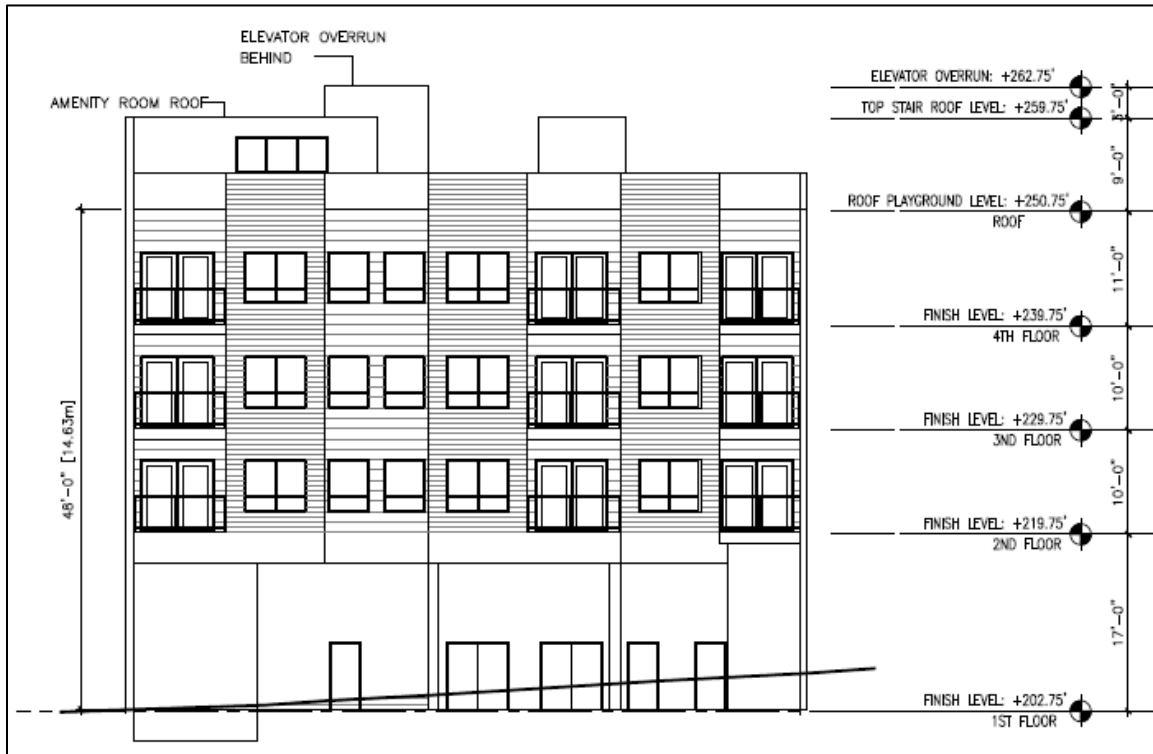 ELEVATOR OVERRUN
BEHIND
AMENITY ROOM ROOF
ELEVATOR OVERRUN: +262.75'
3'-0"
TOP STAIR ROOF LEVEL: +259.75'
9'-0"
ROOF PLAYGROUND LEVEL: +250.75'
ROOF
11'-0"
FINISH LEVEL: +239.75'
4TH FLOOR
10'-0"
FINISH LEVEL: +229.75'
3ND FLOOR
10'-0"
FINISH LEVEL: +219.75'
2ND FLOOR
17'-0"
FINISH LEVEL: +202.75'
1ST FLOOR
48'-0" [14.63m]